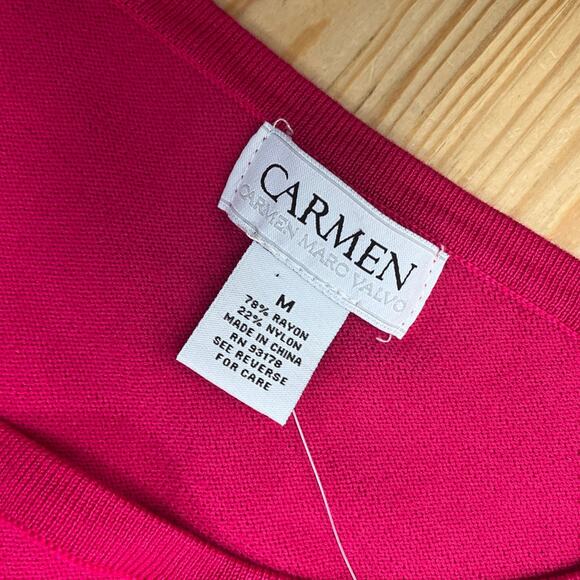 CARMEN
CARMEN MARC VALVO
M
78% RAYON
22% NYLON
MADE IN CHINA
RN 93178
SEE REVERSE
FOR CARE